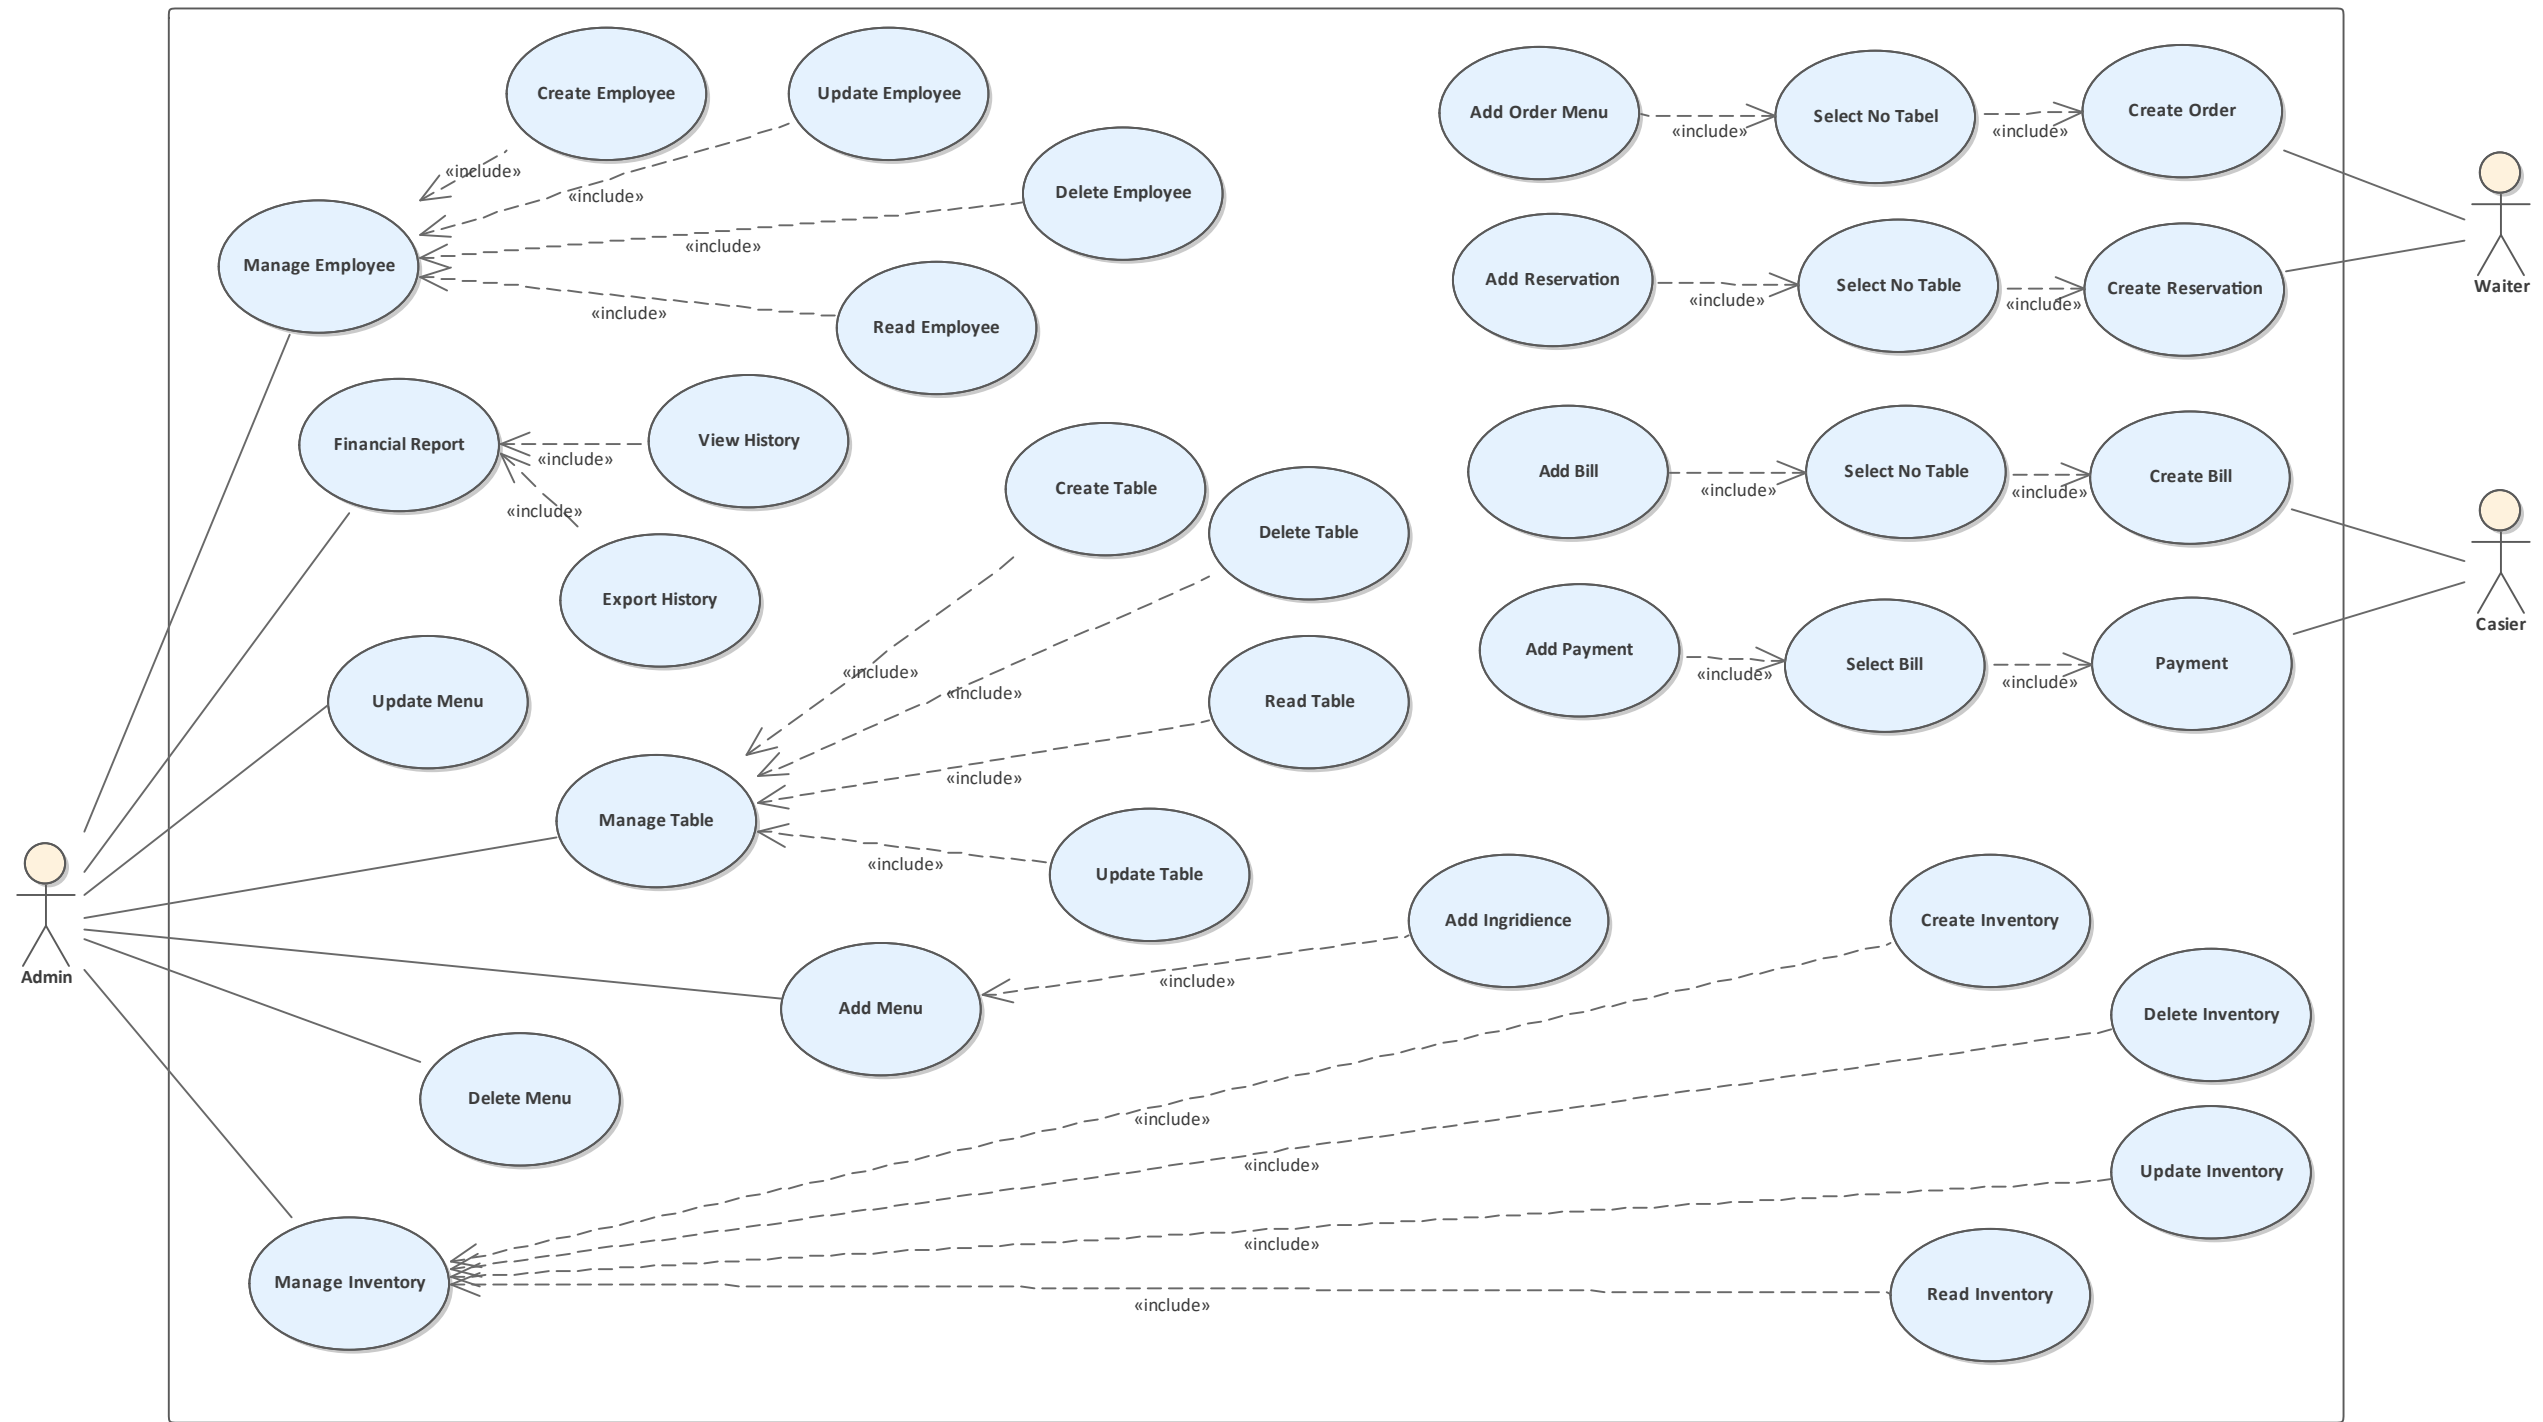 Create Employee
Update Employee
Delete Employee
Read Employee
Manage Employee
«include»
«include»
«include»
«include»
Financial Report
View History
Export History
«include»
«include»
Update Menu
Create Table
Delete Table
Read Table
Update Table
Manage Table
«include»
«include»
«include»
«include»
Add Menu
Add Ingridience
«include»
Delete Menu
Manage Inventory
Create Inventory
Delete Inventory
Update Inventory
Read Inventory
«include»
«include»
«include»
«include»
Admin
Add Order Menu
«include»
Select No Tabel
«include»
Create Order
Add Reservation
«include»
Select No Table
«include»
Create Reservation
Waiter
Add Bill
«include»
Select No Table
«include»
Create Bill
Add Payment
«include»
Select Bill
«include»
Payment
Casier